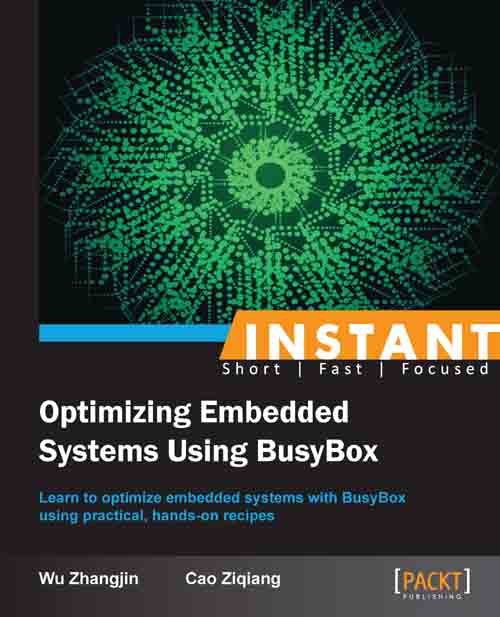 INSTANT
Short | Fast | Focused
Optimizing Embedded
Systems Using BusyBox
Learn to optimize embedded systems with BusyBox
using practical, hands-on recipes
Wu Zhangjin Cao Ziqiang
[PACKT]
PUBLISHING